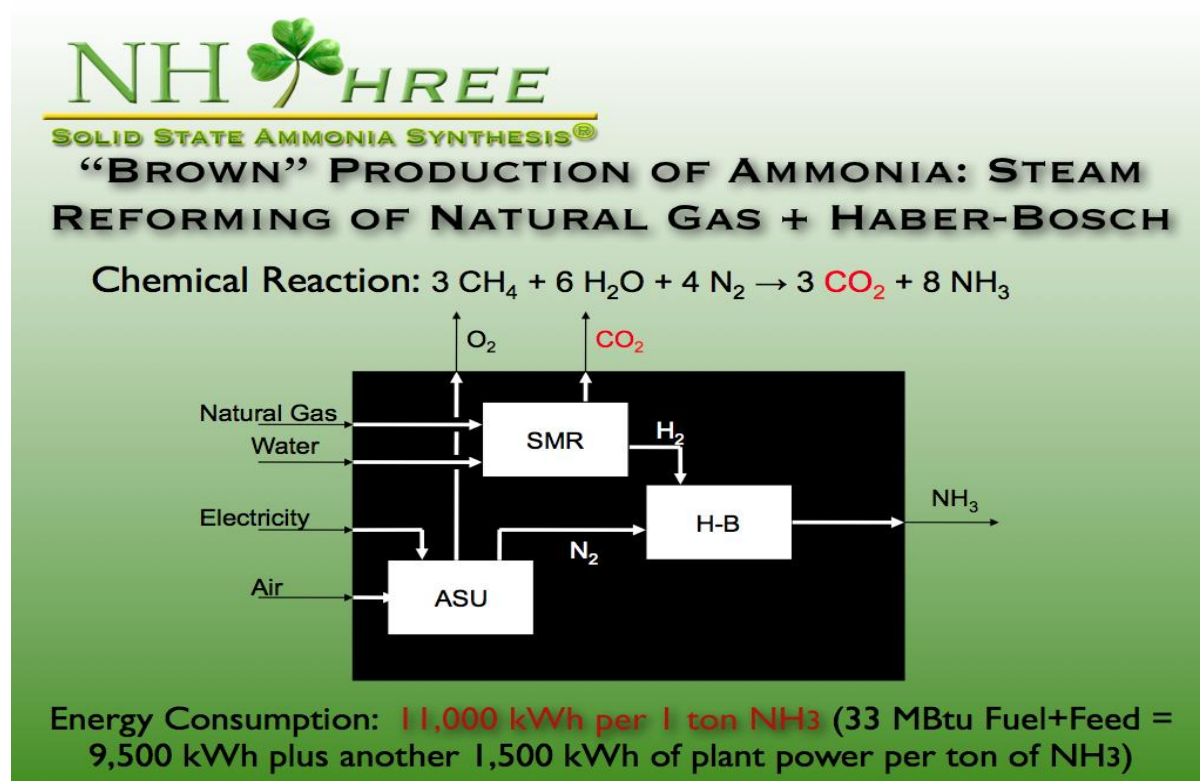 NH HREE
SOLID STATE AMMONIA SYNTHESIS®
“BROWN” PRODUCTION OF AMMONIA: STEAM
REFORMING OF NATURAL GAS + HABER-BOSCH
Chemical Reaction: 3 CH₄ + 6 H₂O + 4 N₂ → 3 CO₂ + 8 NH₃
O₂
CO₂
Natural Gas
Water
SMR
H₂
Electricity
H-B
NH₃
N₂
Air
ASU
Energy Consumption: 11,000 kWh per 1 ton NH3 (33 MBtu Fuel+Feed =
9,500 kWh plus another 1,500 kWh of plant power per ton of NH3)